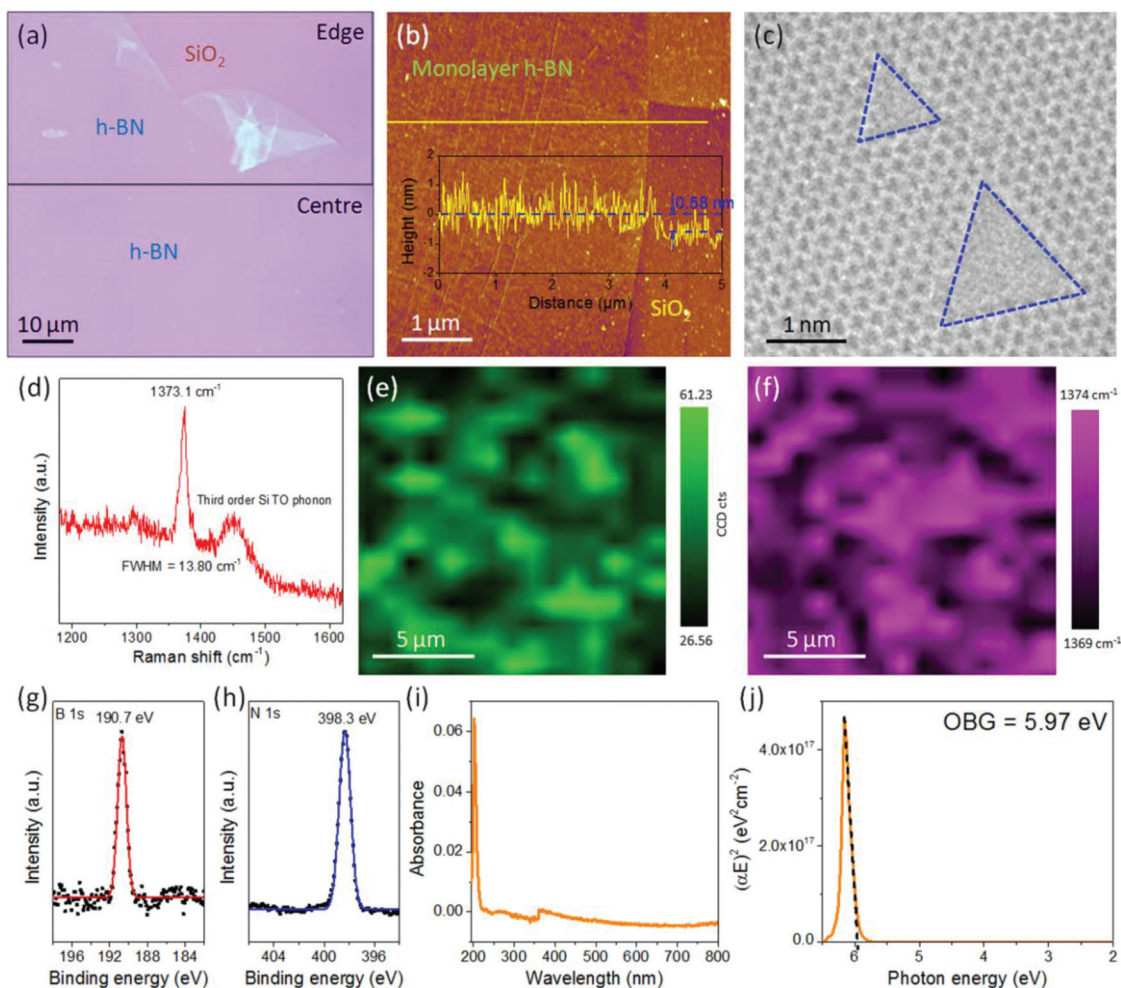 (a)
Edge
SiO2
h-BN
Centre
h-BN
10 μm
(b)
Monolayer h-BN
Height (nm)
2
1
0
-1
-2
0.58 nm
0 1 2 3 4 5
Distance (μm)
SiO2
1 μm
(c)
1 nm
(d)
1373.1 cm-1
Third order Si TO phonon
FWHM = 13.80 cm-1
Intensity (a.u.)
1200 1300 1400 1500 1600
Raman shift (cm-1)
(e)
5 μm
61.23
CCD cts
26.56
(f)
5 μm
1374 cm-1
1369 cm-1
(g)
B 1s
190.7 eV
Intensity (a.u.)
196 192 188 184
Binding energy (eV)
(h)
N 1s
398.3 eV
Intensity (a.u.)
406 402 398 394
Binding energy (eV)
(i)
Absorbance
0.06
0.04
0.02
0.00
200 300 400 500 600 700 800
Wavelength (nm)
(j)
OBG = 5.97 eV
(αE)2 (eV2cm-2)
4.0x1017
2.0x1017
0.0
6 5 4 3 2
Photon energy (eV)